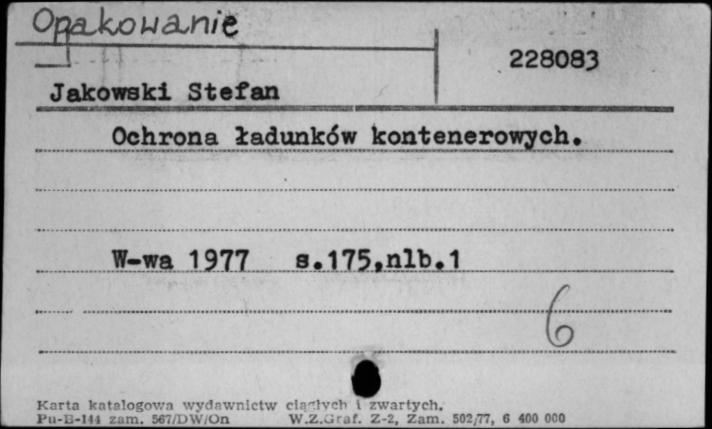 Opakowanie
228083
Jakowski Stefan
Ochrona ładunków kontenerowych.
W-wa 1977 s.175,nlb.1
6
Karta katalogowa wydawnictw ciągłych i zwartych.
Pu-B-144 zam. 567/DW/On W.Z.Graf. Z-2, Zam. 502/77, 6 400 000